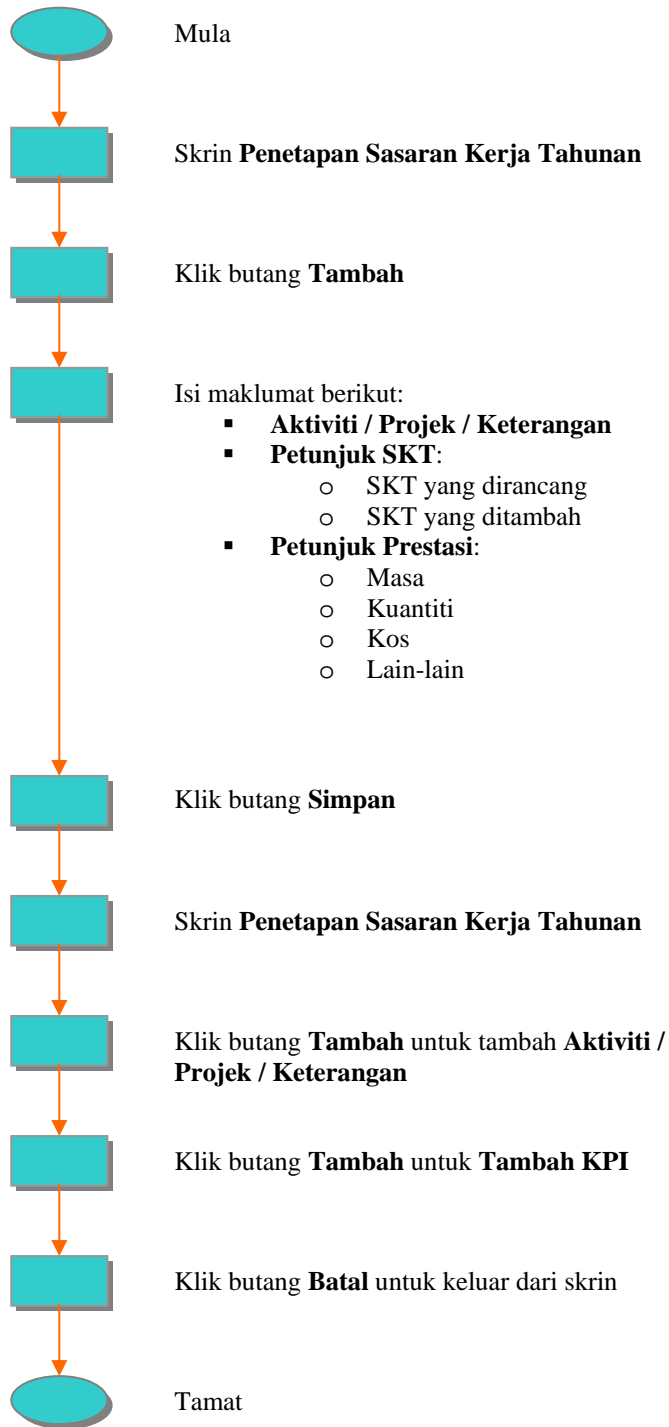 Mula
Skrin Penetapan Sasaran Kerja Tahunan
Klik butang Tambah
Isi maklumat berikut:
▪ Aktiviti / Projek / Keterangan
▪ Petunjuk SKT:
o SKT yang dirancang
o SKT yang ditambah
▪ Petunjuk Prestasi:
o Masa
o Kuantiti
o Kos
o Lain-lain
Klik butang Simpan
Skrin Penetapan Sasaran Kerja Tahunan
Klik butang Tambah untuk tambah Aktiviti /
Projek / Keterangan
Klik butang Tambah untuk Tambah KPI
Klik butang Batal untuk keluar dari skrin
Tamat